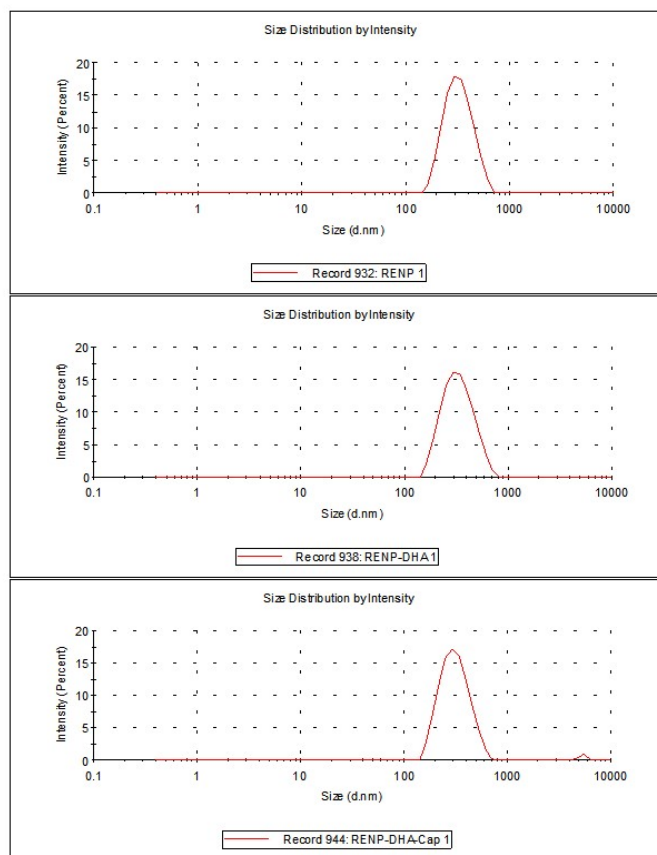 Size Distribution by Intensity
20
15
10
5
0
Intensity (Percent)
0.1 1 10 100 1000 10000
Size (d.nm)
Record 932: RENP 1
Size Distribution by Intensity
20
15
10
5
0
Intensity (Percent)
0.1 1 10 100 1000 10000
Size (d.nm)
Record 938: RENP-DHA 1
Size Distribution by Intensity
20
15
10
5
0
Intensity (Percent)
0.1 1 10 100 1000 10000
Size (d.nm)
Record 944: RENP-DHA-Cap 1